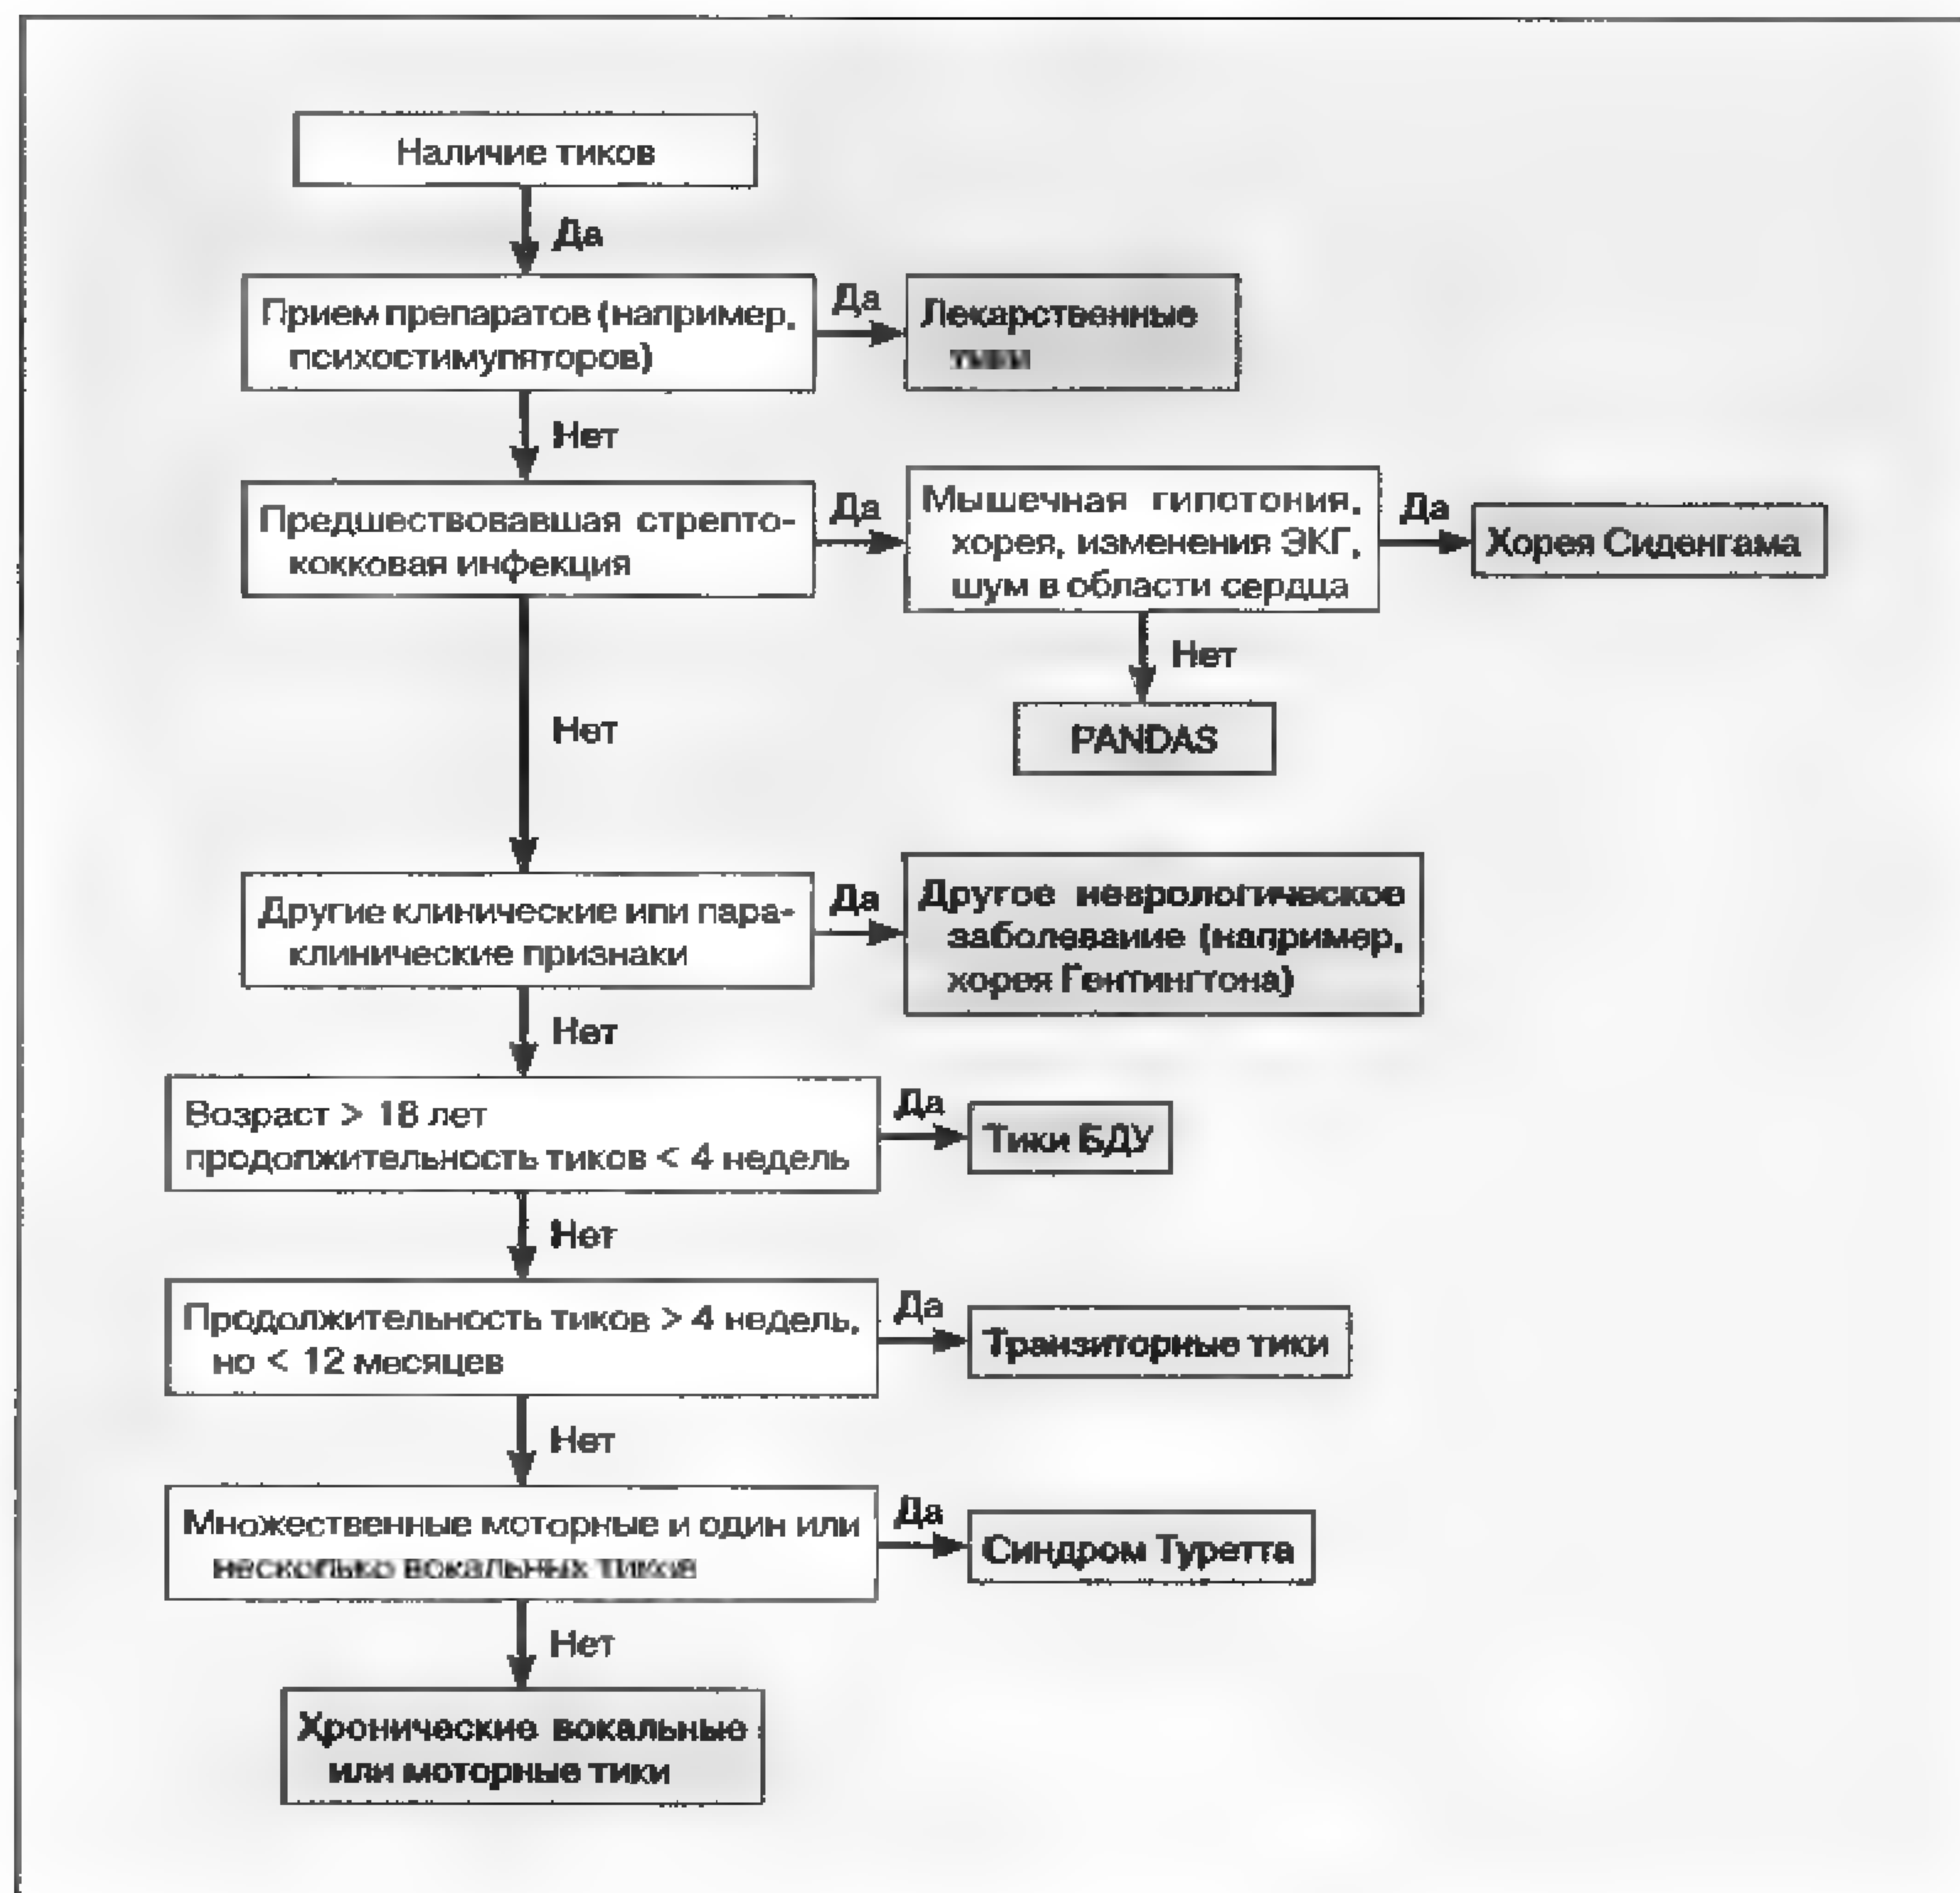 Наличие тиков
Да
Прием препаратов (например,
психостимуляторов)
Да
Лекарственные
тики
Нет
Предшествовавшая стрепто-
кокковая инфекция
Да
Мышечная гипотония,
хорея, изменения ЭКГ,
шум в области сердца
Да
Хорея Сиденгама
Нет
PANDAS
Нет
Другие клинические или пара-
клинические признаки
Да
Другое неврологическое
заболевание (например,
хорея Гентингтона)
Нет
Возраст > 18 лет
продолжительность тиков < 4 недель
Да
Тики БДУ
Нет
Продолжительность тиков > 4 недель,
но < 12 месяцев
Да
Транзиторные тики
Нет
Множественные моторные и один или
несколько вокальных тиков
Да
Синдром Туретта
Нет
Хронические вокальные
или моторные тики